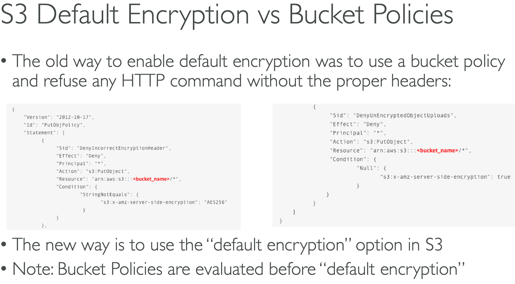 S3 Default Encryption vs Bucket Policies
• The old way to enable default encryption was to use a bucket policy
and refuse any HTTP command without the proper headers:
{
"Version": "2012-10-17",
"Id": "PutObjPolicy",
"Statement": [
{
"Sid": "DenyIncorrectEncryptionHeader",
"Effect": "Deny",
"Principal": "*",
"Action": "s3:PutObject",
"Resource": "arn:aws:s3:::<bucket_name>/*",
"Condition": {
"StringNotEquals": {
"s3:x-amz-server-side-encryption": "AES256"
}
}
},
{
"Sid": "DenyUnEncryptedObjectUploads",
"Effect": "Deny",
"Principal": "*",
"Action": "s3:PutObject",
"Resource": "arn:aws:s3:::<bucket_name>/*",
"Condition": {
"Null": {
"s3:x-amz-server-side-encryption": true
}
}
}
]
}
• The new way is to use the “default encryption” option in S3
• Note: Bucket Policies are evaluated before “default encryption”